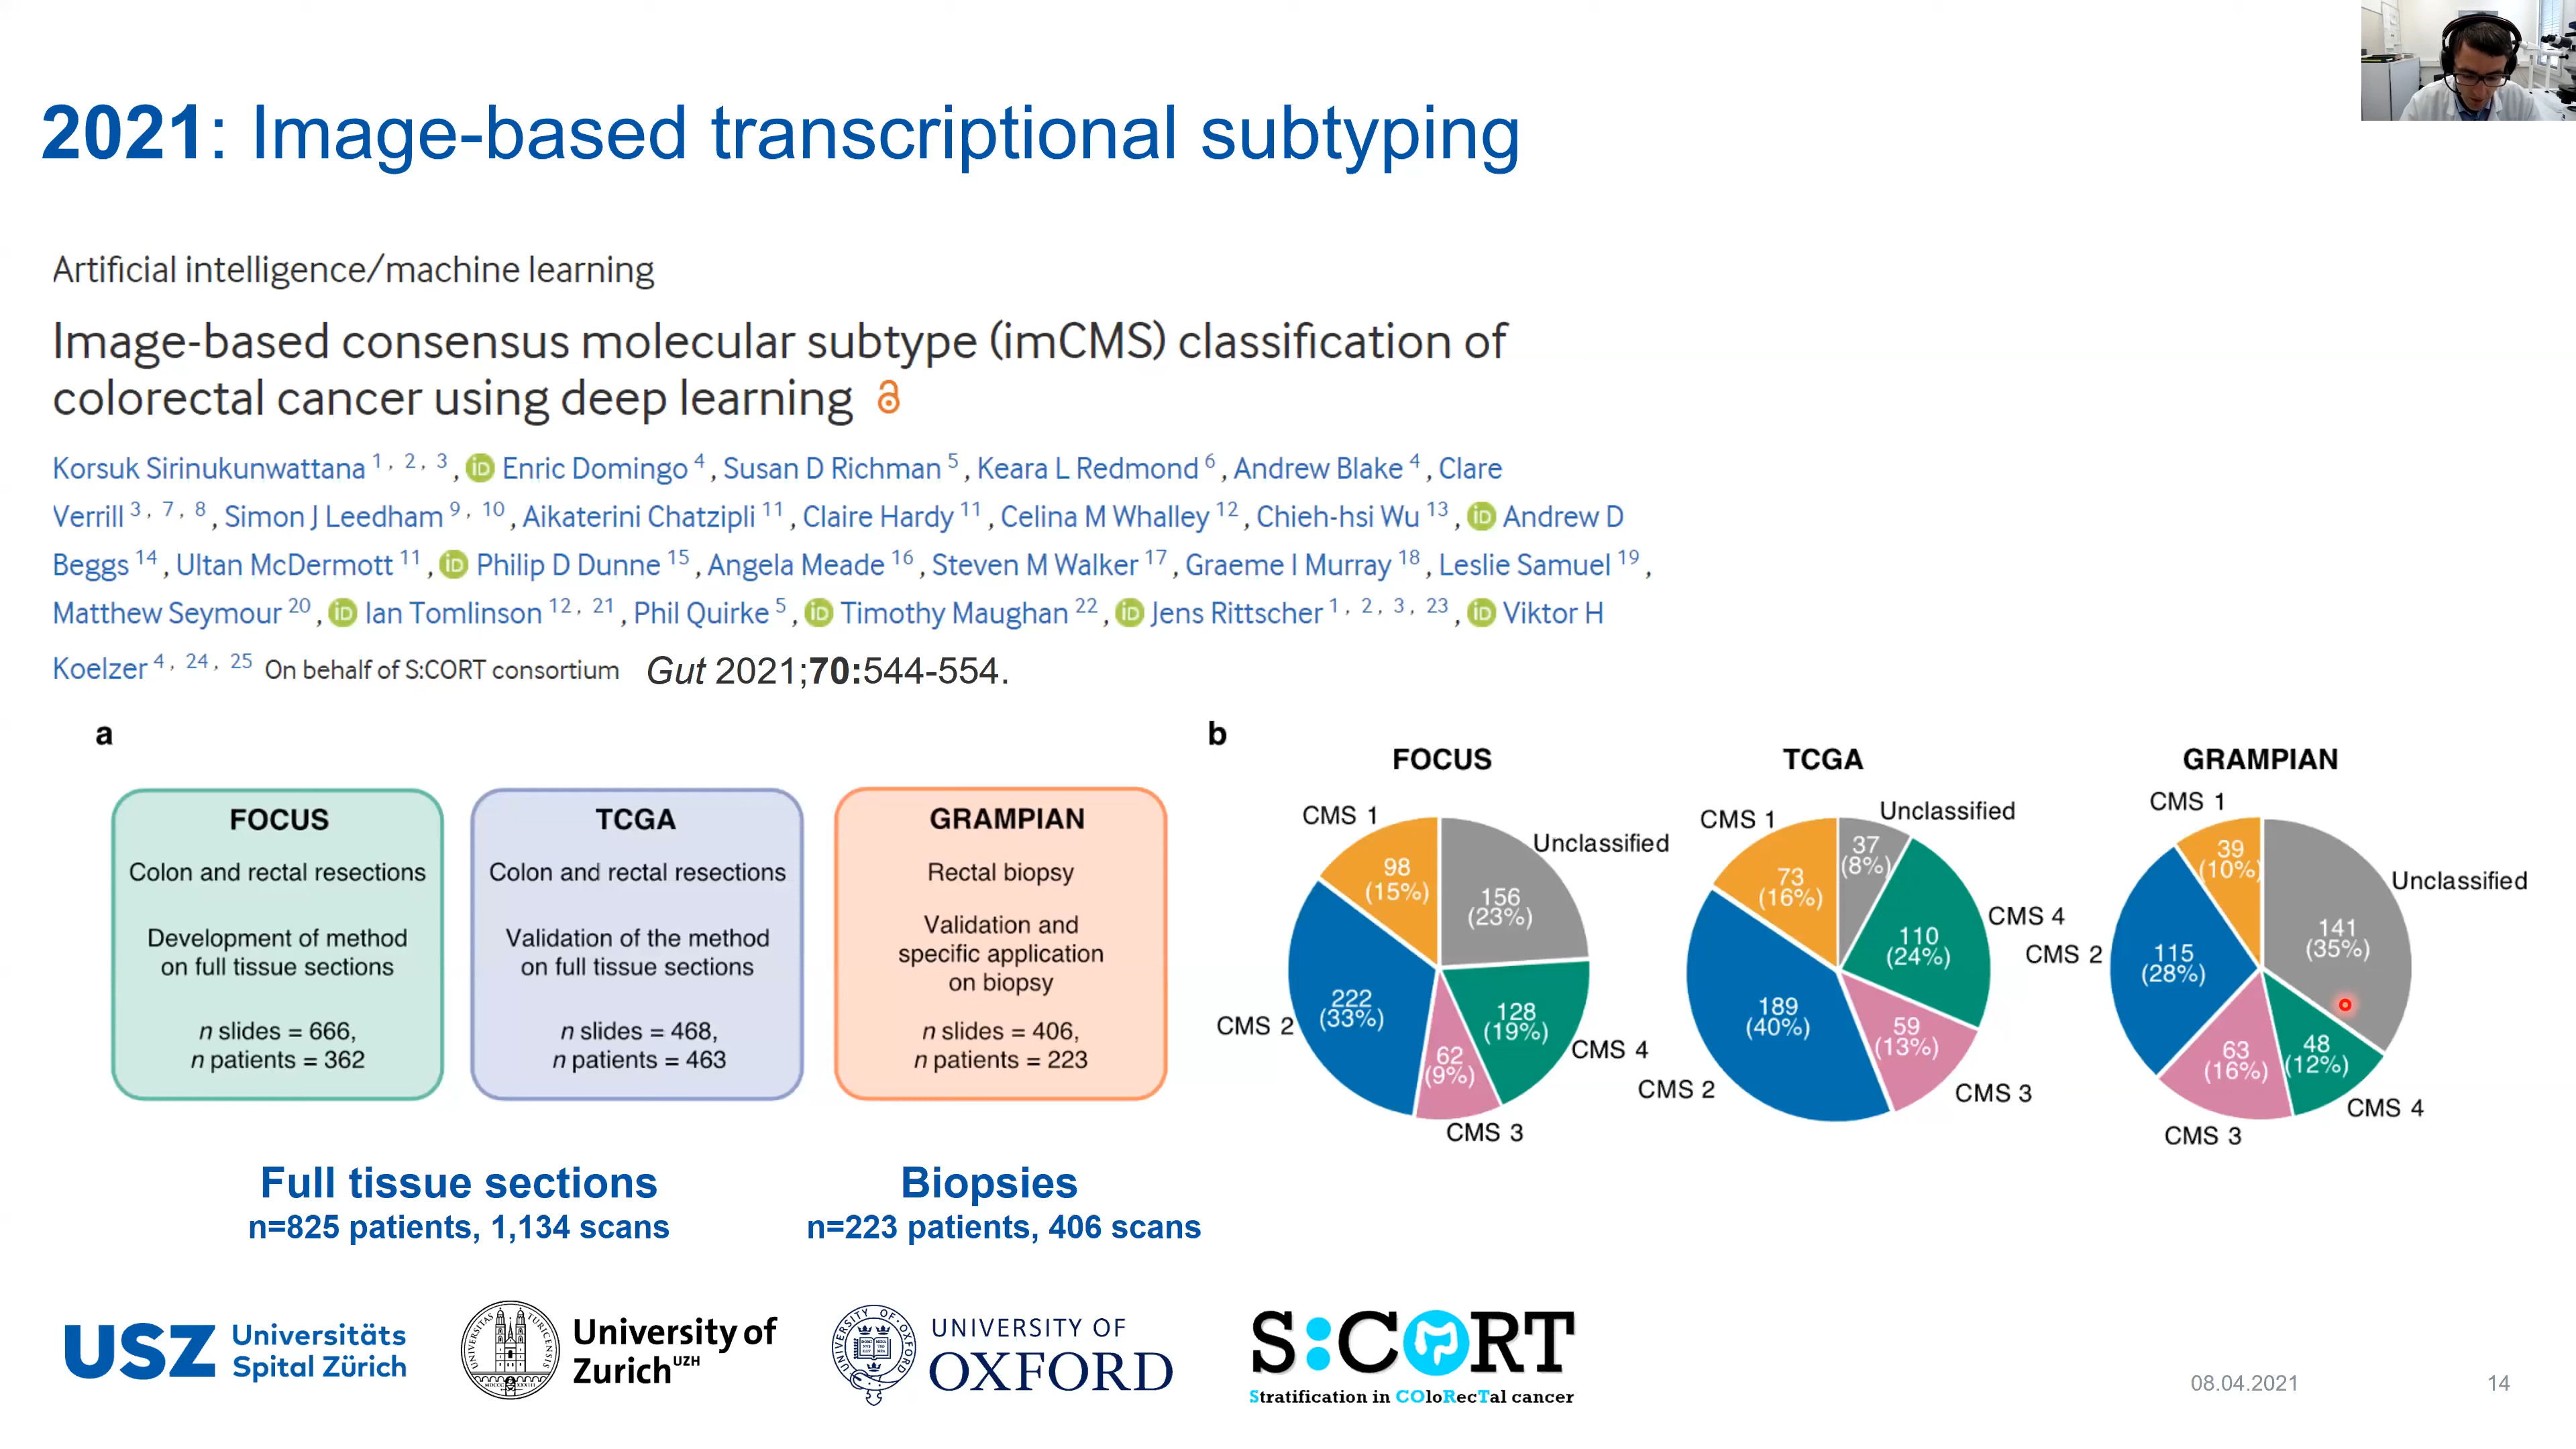 2021: Image-based transcriptional subtyping
Artificial intelligence/machine learning
Image-based consensus molecular subtype (imCMS) classification of
colorectal cancer using deep learning
Korsuk Sirinukunwattana 1, 2, 3, iD Enric Domingo 4, Susan D Richman 5, Keara L Redmond 6, Andrew Blake 4, Clare
Verrill 3, 7, 8, Simon J Leedham 9, 10, Aikaterini Chatzipli 11, Claire Hardy 11, Celina M Whalley 12, Chieh-hsi Wu 13, iD Andrew D
Beggs 14, Ultan McDermott 11, iD Philip D Dunne 15, Angela Meade 16, Steven M Walker 17, Graeme I Murray 18, Leslie Samuel 19,
Matthew Seymour 20, iD Ian Tomlinson 12, 21, Phil Quirke 5, iD Timothy Maughan 22, iD Jens Rittscher 1, 2, 3, 23, iD Viktor H
Koelzer 4, 24, 25 On behalf of S:CORT consortium Gut 2021;70:544-554.
a
FOCUS
Colon and rectal resections
Development of method
on full tissue sections
n slides = 666,
n patients = 362
TCGA
Colon and rectal resections
Validation of the method
on full tissue sections
n slides = 468,
n patients = 463
GRAMPIAN
Rectal biopsy
Validation and
specific application
on biopsy
n slides = 406,
n patients = 223
b
FOCUS
CMS 1
98
(15%)
Unclassified
156
(23%)
222
(33%)
CMS 2
128
(19%)
CMS 4
62
(9%)
CMS 3
TCGA
CMS 1
73
(16%)
Unclassified
37
(8%)
CMS 4
110
(24%)
189
(40%)
CMS 2
59
(13%)
CMS 3
GRAMPIAN
CMS 1
39
(10%)
Unclassified
141
(35%)
CMS 2
115
(28%)
63
(16%)
CMS 3
48
(12%)
CMS 4
Full tissue sections
n=825 patients, 1,134 scans
Biopsies
n=223 patients, 406 scans
USZ Universitäts
Spital Zürich
University of
Zurich UZH
UNIVERSITY OF
OXFORD
S:CORT
Stratification in COloRecTal cancer
08.04.2021
14